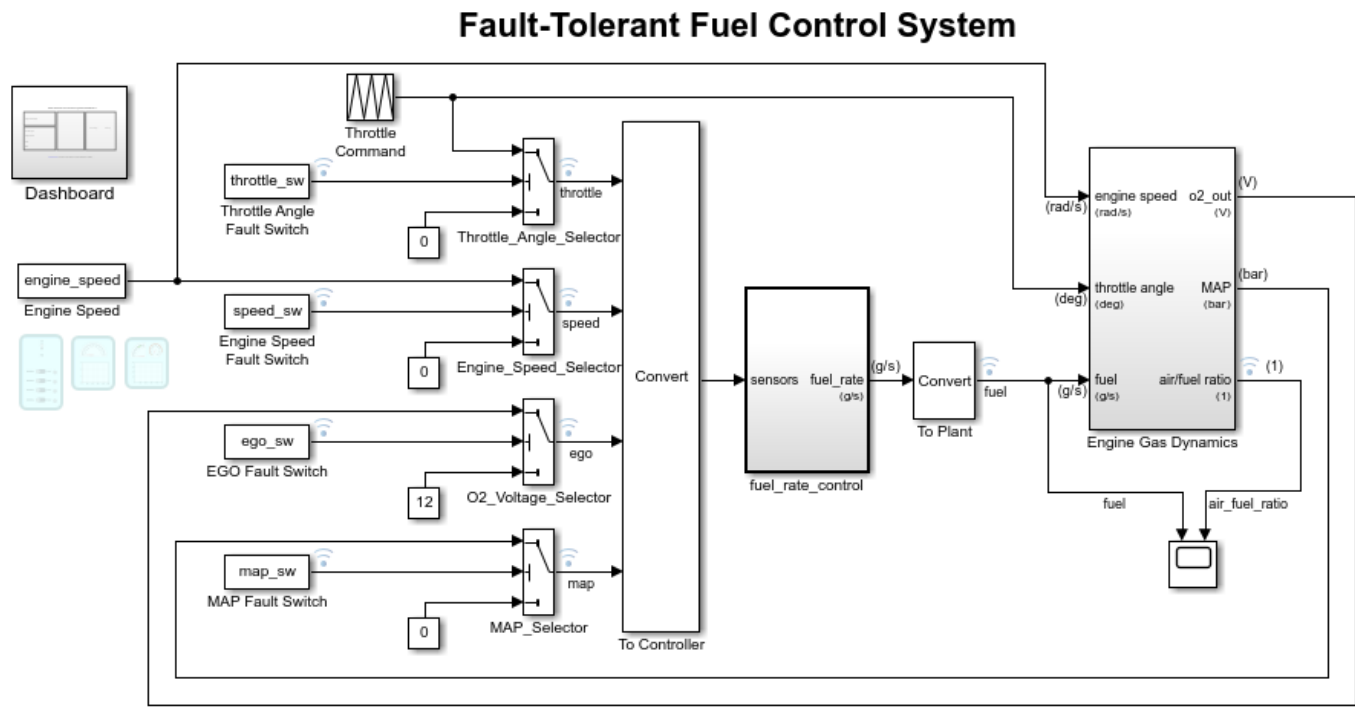 Fault-Tolerant Fuel Control System
Dashboard
Throttle
Command
throttle_sw
Throttle Angle
Fault Switch
0
throttle
Throttle_Angle_Selector
engine_speed
Engine Speed
speed_sw
Engine Speed
Fault Switch
0
speed
Engine_Speed_Selector
ego_sw
EGO Fault Switch
12
ego
O2_Voltage_Selector
map_sw
MAP Fault Switch
0
map
MAP_Selector
Convert
To Controller
sensors
fuel_rate
(g/s)
fuel_rate_control
(g/s)
Convert
To Plant
fuel
(rad/s)
(deg)
(g/s)
engine speed
(rad/s)
throttle angle
(deg)
fuel
(g/s)
o2_out
(V)
MAP
(bar)
air/fuel ratio
(1)
Engine Gas Dynamics
(V)
(bar)
(1)
fuel
air_fuel_ratio